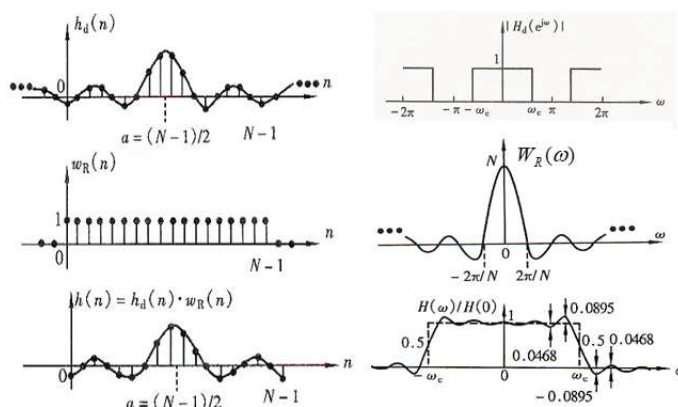 h_d(n)
0
n
a = (N−1)/2
N−1
|H_d(e^{jω})|
1
−2π
−π
−ω_c
ω_c
π
2π
ω
w_R(n)
1
0
n
N−1
W_R(ω)
N
0
ω
−2π/N
2π/N
h(n) = h_d(n)·w_R(n)
0
n
a = (N−1)/2
N−1
H(ω)/H(0)
1
0.0895
0.5
0.0468
0.5
0.0468
−ω_c
0
ω_c
−0.0895